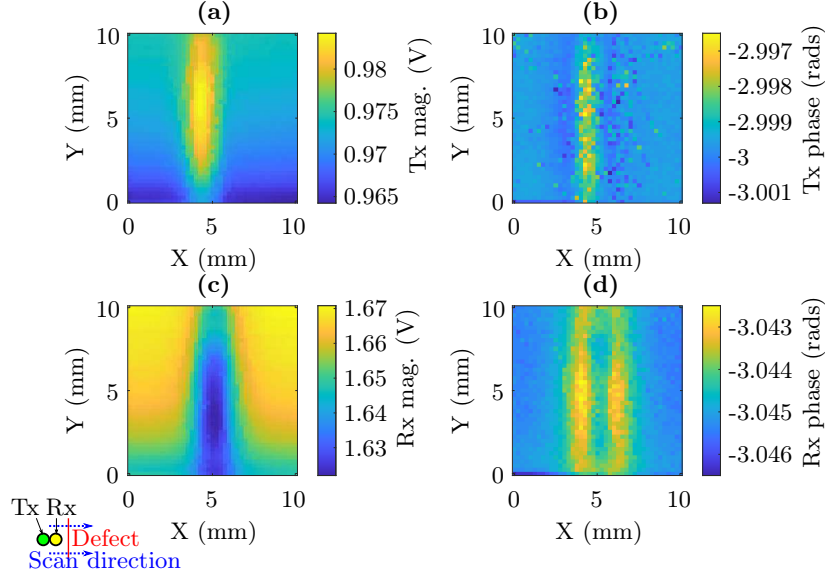 (a)
10
5
0
Y (mm)
0 5 10
X (mm)
0.98
0.975
0.97
0.965
Tx mag. (V)
(b)
10
5
0
Y (mm)
0 5 10
X (mm)
-2.997
-2.998
-2.999
-3
-3.001
Tx phase (rads)
(c)
10
5
0
Y (mm)
0 5 10
X (mm)
1.67
1.66
1.65
1.64
1.63
Rx mag. (V)
(d)
10
5
0
Y (mm)
0 5 10
X (mm)
-3.043
-3.044
-3.045
-3.046
Rx phase (rads)
Tx Rx
Defect
Scan direction